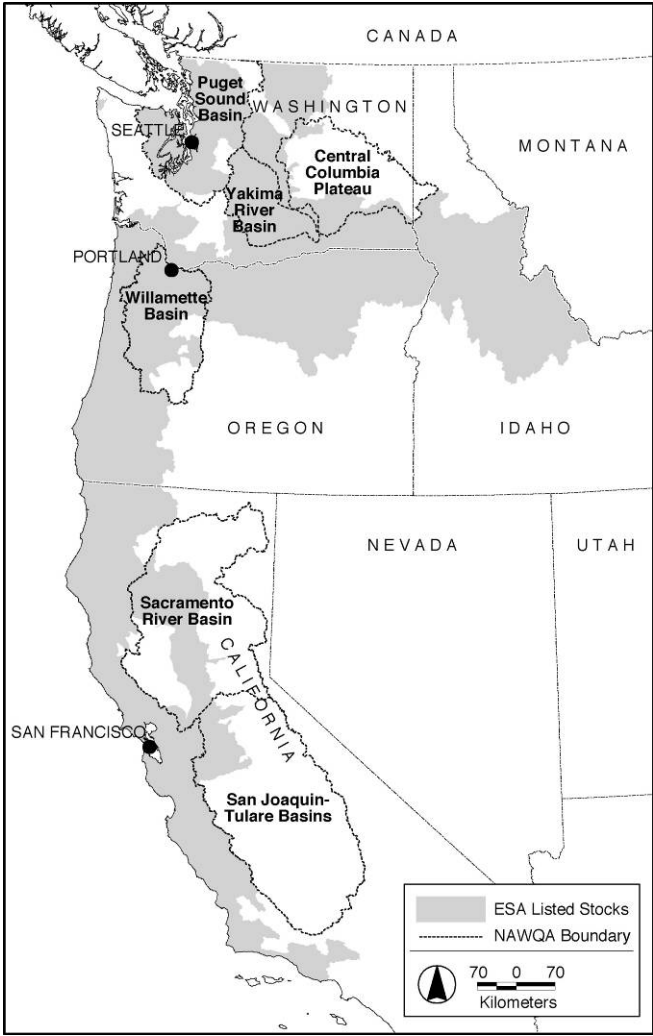 CANADA
Puget
Sound
Basin
WASHINGTON
SEATTLE
MONTANA
Central
Columbia
Plateau
Yakima
River
Basin
PORTLAND
Willamette
Basin
OREGON
IDAHO
NEVADA
UTAH
Sacramento
River Basin
CALIFORNIA
SAN FRANCISCO
San Joaquin-
Tulare Basins
ESA Listed Stocks
NAWQA Boundary
70 0 70
Kilometers